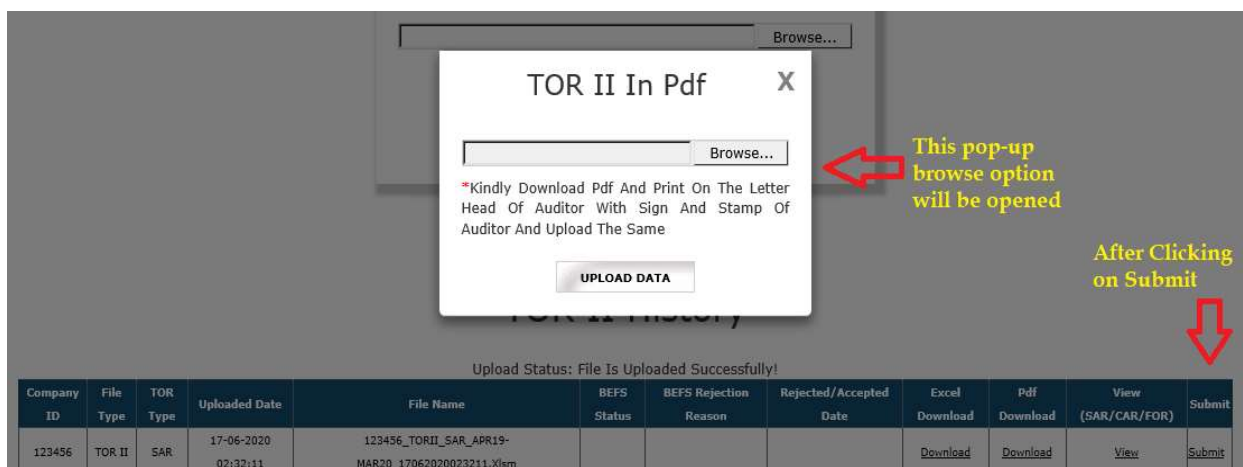 Browse...
TOR II In Pdf X
Browse...
*Kindly Download Pdf And Print On The Letter
Head Of Auditor With Sign And Stamp Of
Auditor And Upload The Same
UPLOAD DATA
This pop-up
browse option
will be opened
After Clicking
on Submit
TOR II History
Upload Status: File Is Uploaded Successfully!
Company ID
File Type
TOR Type
Uploaded Date
File Name
BEFS Status
BEFS Rejection Reason
Rejected/Accepted Date
Excel Download
Pdf Download
View (SAR/CAR/FOR)
Submit
123456
TOR II
SAR
17-06-2020
02:32:11
123456_TORII_SAR_APR19-
MAR20_17062020023211.Xlsm
Download
Download
View
Submit